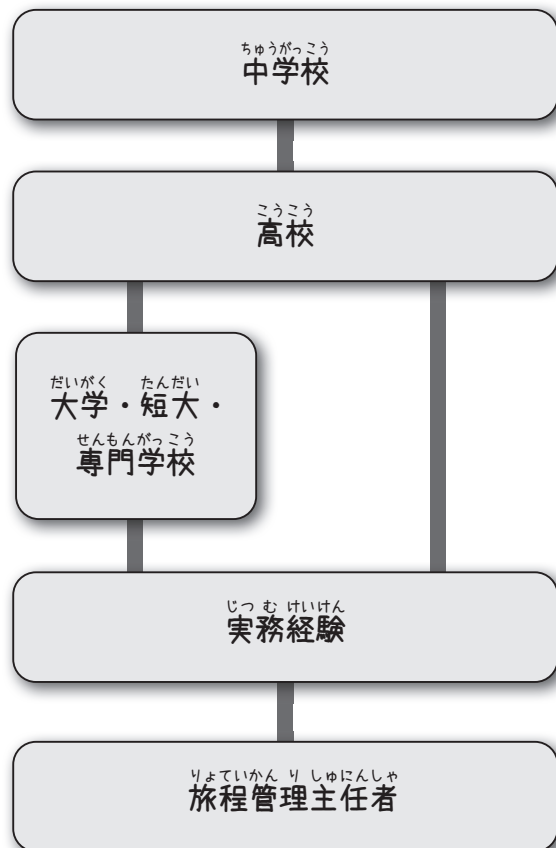 ちゅうがっこう
中学校
こうこう
高校
だいがく たんだい
大学・短大・
せんもんがっこう
専門学校
じつ む けいけん
実務経験
りょていかん り しゅにんしゃ
旅程管理主任者